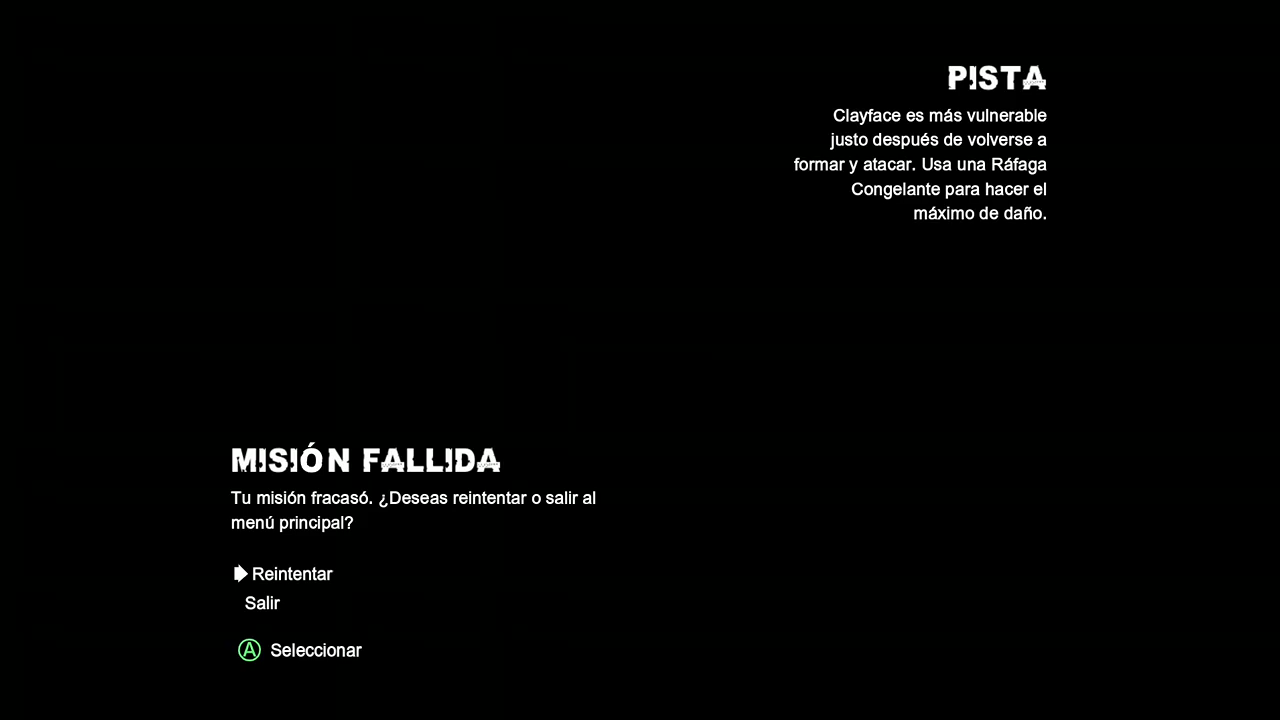 PISTA
Clayface es más vulnerable
justo después de volverse a
formar y atacar. Usa una Ráfaga
Congelante para hacer el
máximo de daño.
MISIÓN FALLIDA
Tu misión fracasó. ¿Deseas reintentar o salir al
menú principal?
Reintentar
Salir
A Seleccionar